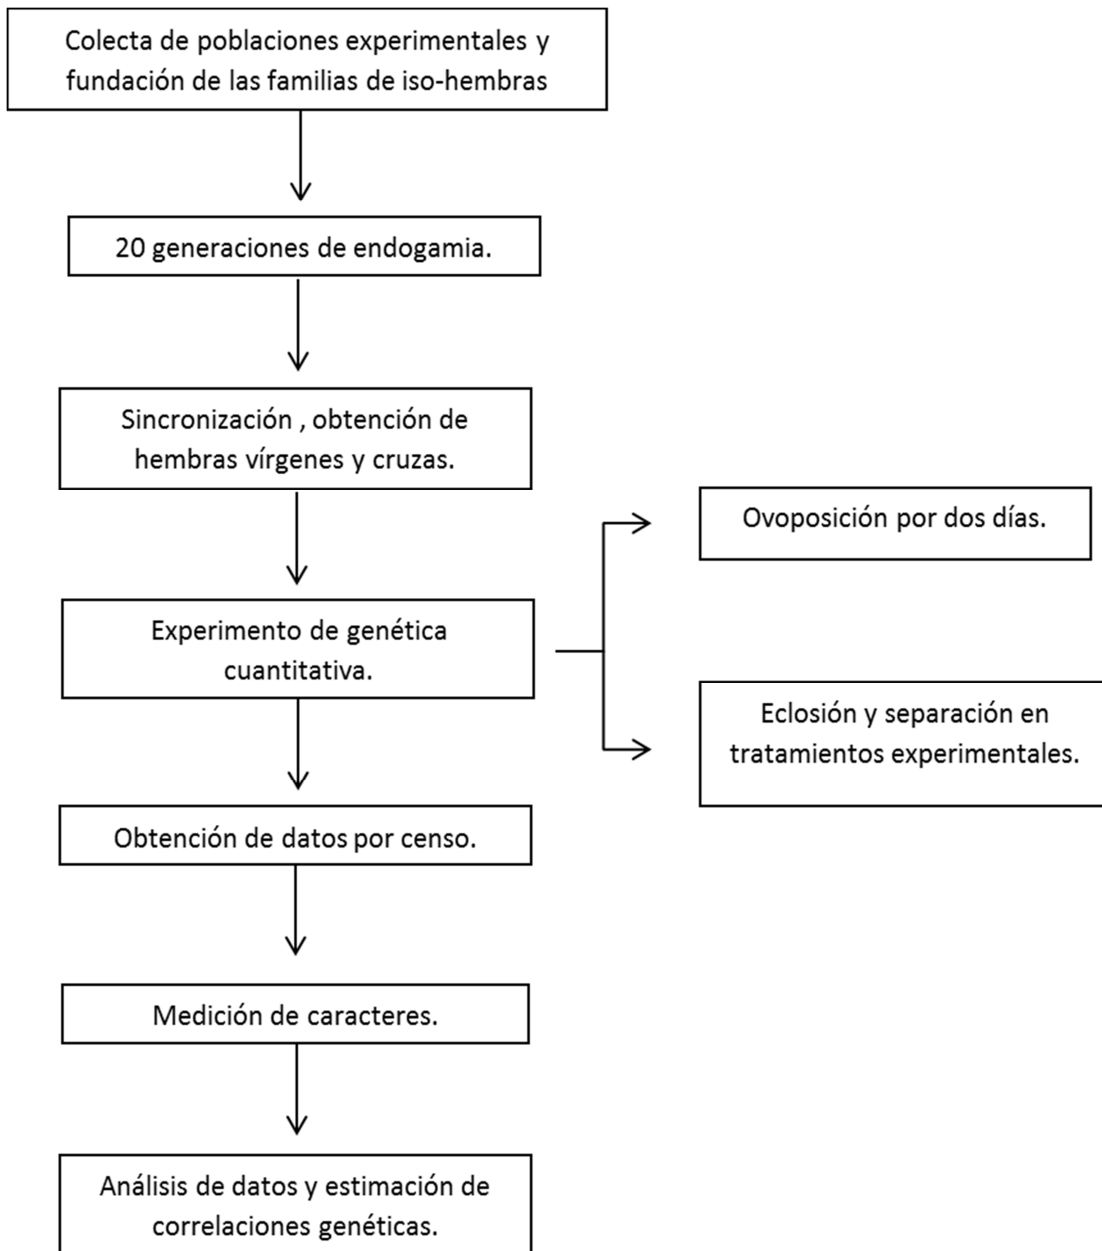 Colecta de poblaciones experimentales y
fundación de las familias de iso-hembras
20 generaciones de endogamia.
Sincronización , obtención de
hembras vírgenes y cruzas.
Experimento de genética
cuantitativa.
Ovoposición por dos días.
Eclosión y separación en
tratamientos experimentales.
Obtención de datos por censo.
Medición de caracteres.
Análisis de datos y estimación de
correlaciones genéticas.